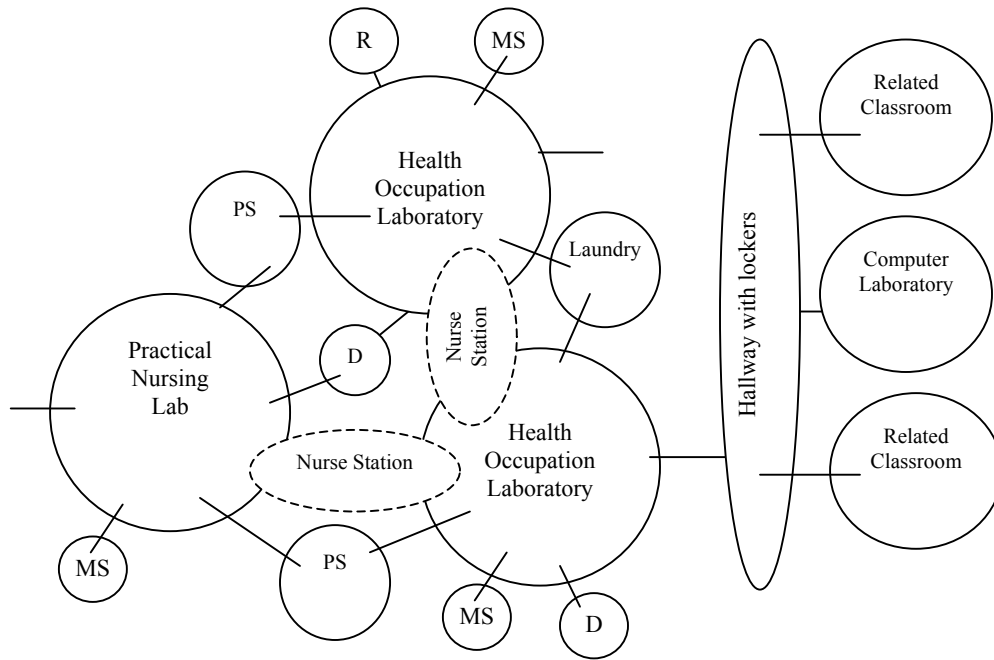 R
MS
Related
Classroom
Health
Occupation
Laboratory
PS
Laundry
Computer
Laboratory
Hallway with lockers
Nurse
Station
Practical
Nursing
Lab
D
Health
Occupation
Laboratory
Related
Classroom
Nurse Station
MS
PS
MS
D